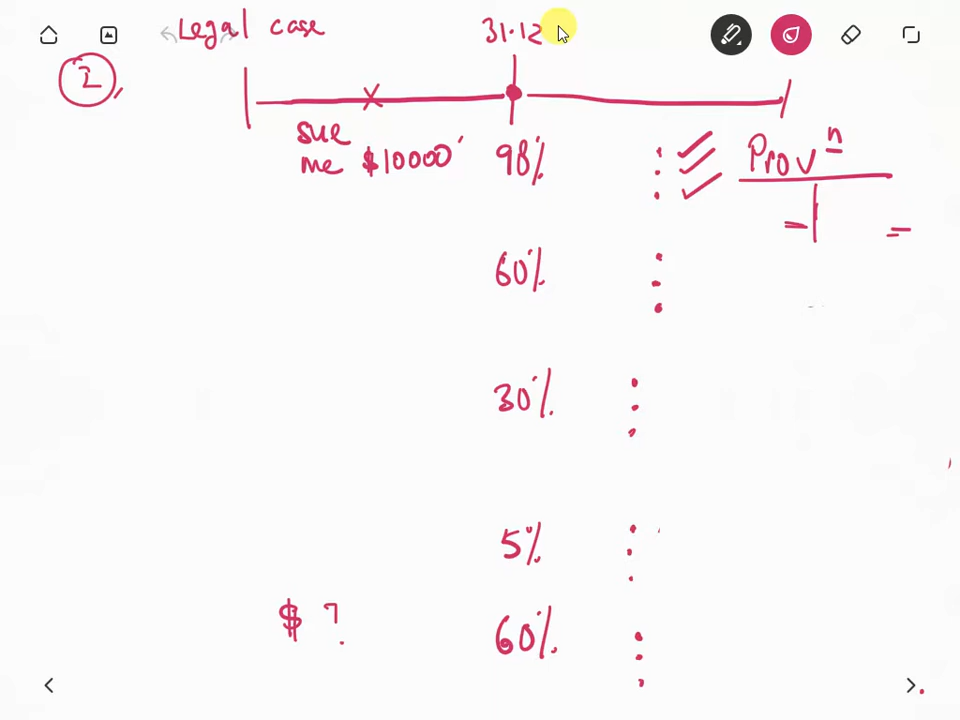 Legal case
31.12
2
sue
me $10000
98%
Prov n
60%
30%
5%
$ ?
60%